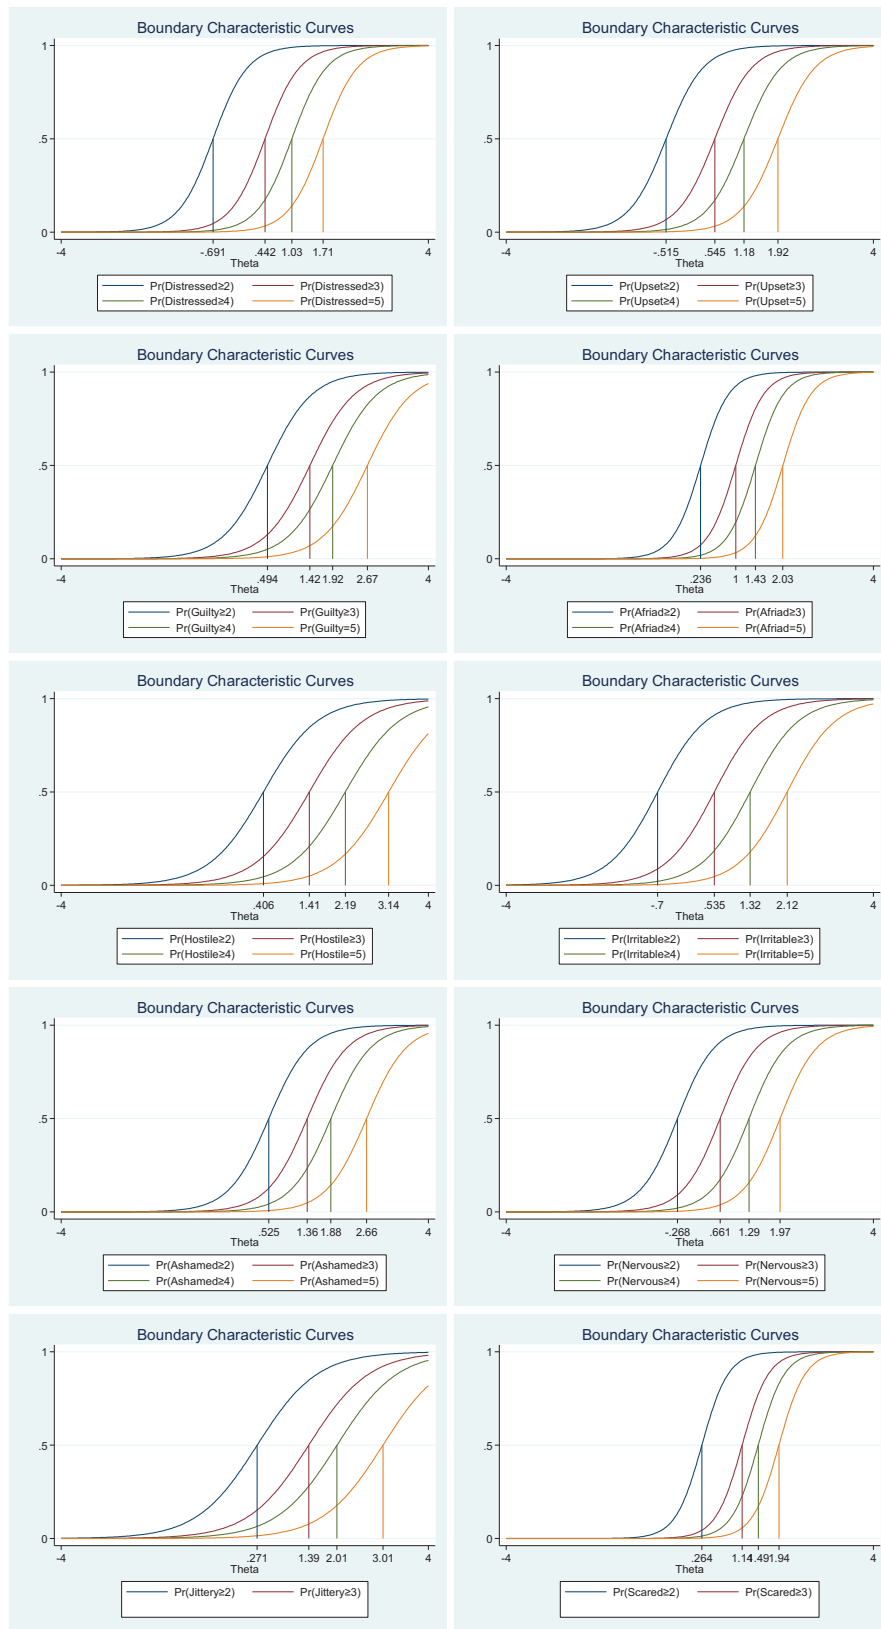 Boundary Characteristic Curves
1
.5
0
-4 -.691 .442 1.03 1.71 4
Theta
Pr(Distressed≥2) Pr(Distressed≥3)
Pr(Distressed≥4) Pr(Distressed=5)
Boundary Characteristic Curves
1
.5
0
-4 -.515 .545 1.18 1.92 4
Theta
Pr(Upset≥2) Pr(Upset≥3)
Pr(Upset≥4) Pr(Upset=5)
Boundary Characteristic Curves
1
.5
0
-4 .494 1.42 1.92 2.67 4
Theta
Pr(Guilty≥2) Pr(Guilty≥3)
Pr(Guilty≥4) Pr(Guilty=5)
Boundary Characteristic Curves
1
.5
0
-4 .236 1 1.43 2.03 4
Theta
Pr(Afriad≥2) Pr(Afriad≥3)
Pr(Afriad≥4) Pr(Afriad=5)
Boundary Characteristic Curves
1
.5
0
-4 .406 1.41 2.19 3.14 4
Theta
Pr(Hostile≥2) Pr(Hostile≥3)
Pr(Hostile≥4) Pr(Hostile=5)
Boundary Characteristic Curves
1
.5
0
-4 -.7 .535 1.32 2.12 4
Theta
Pr(Irritable≥2) Pr(Irritable≥3)
Pr(Irritable≥4) Pr(Irritable=5)
Boundary Characteristic Curves
1
.5
0
-4 .525 1.36 1.88 2.66 4
Theta
Pr(Ashamed≥2) Pr(Ashamed≥3)
Pr(Ashamed≥4) Pr(Ashamed=5)
Boundary Characteristic Curves
1
.5
0
-4 -.268 .661 1.29 1.97 4
Theta
Pr(Nervous≥2) Pr(Nervous≥3)
Pr(Nervous≥4) Pr(Nervous=5)
Boundary Characteristic Curves
1
.5
0
-4 .271 1.39 2.01 3.01 4
Theta
Pr(Jittery≥2) Pr(Jittery≥3)
Boundary Characteristic Curves
1
.5
0
-4 .264 1.14 1.49 1.94 4
Theta
Pr(Scared≥2) Pr(Scared≥3)